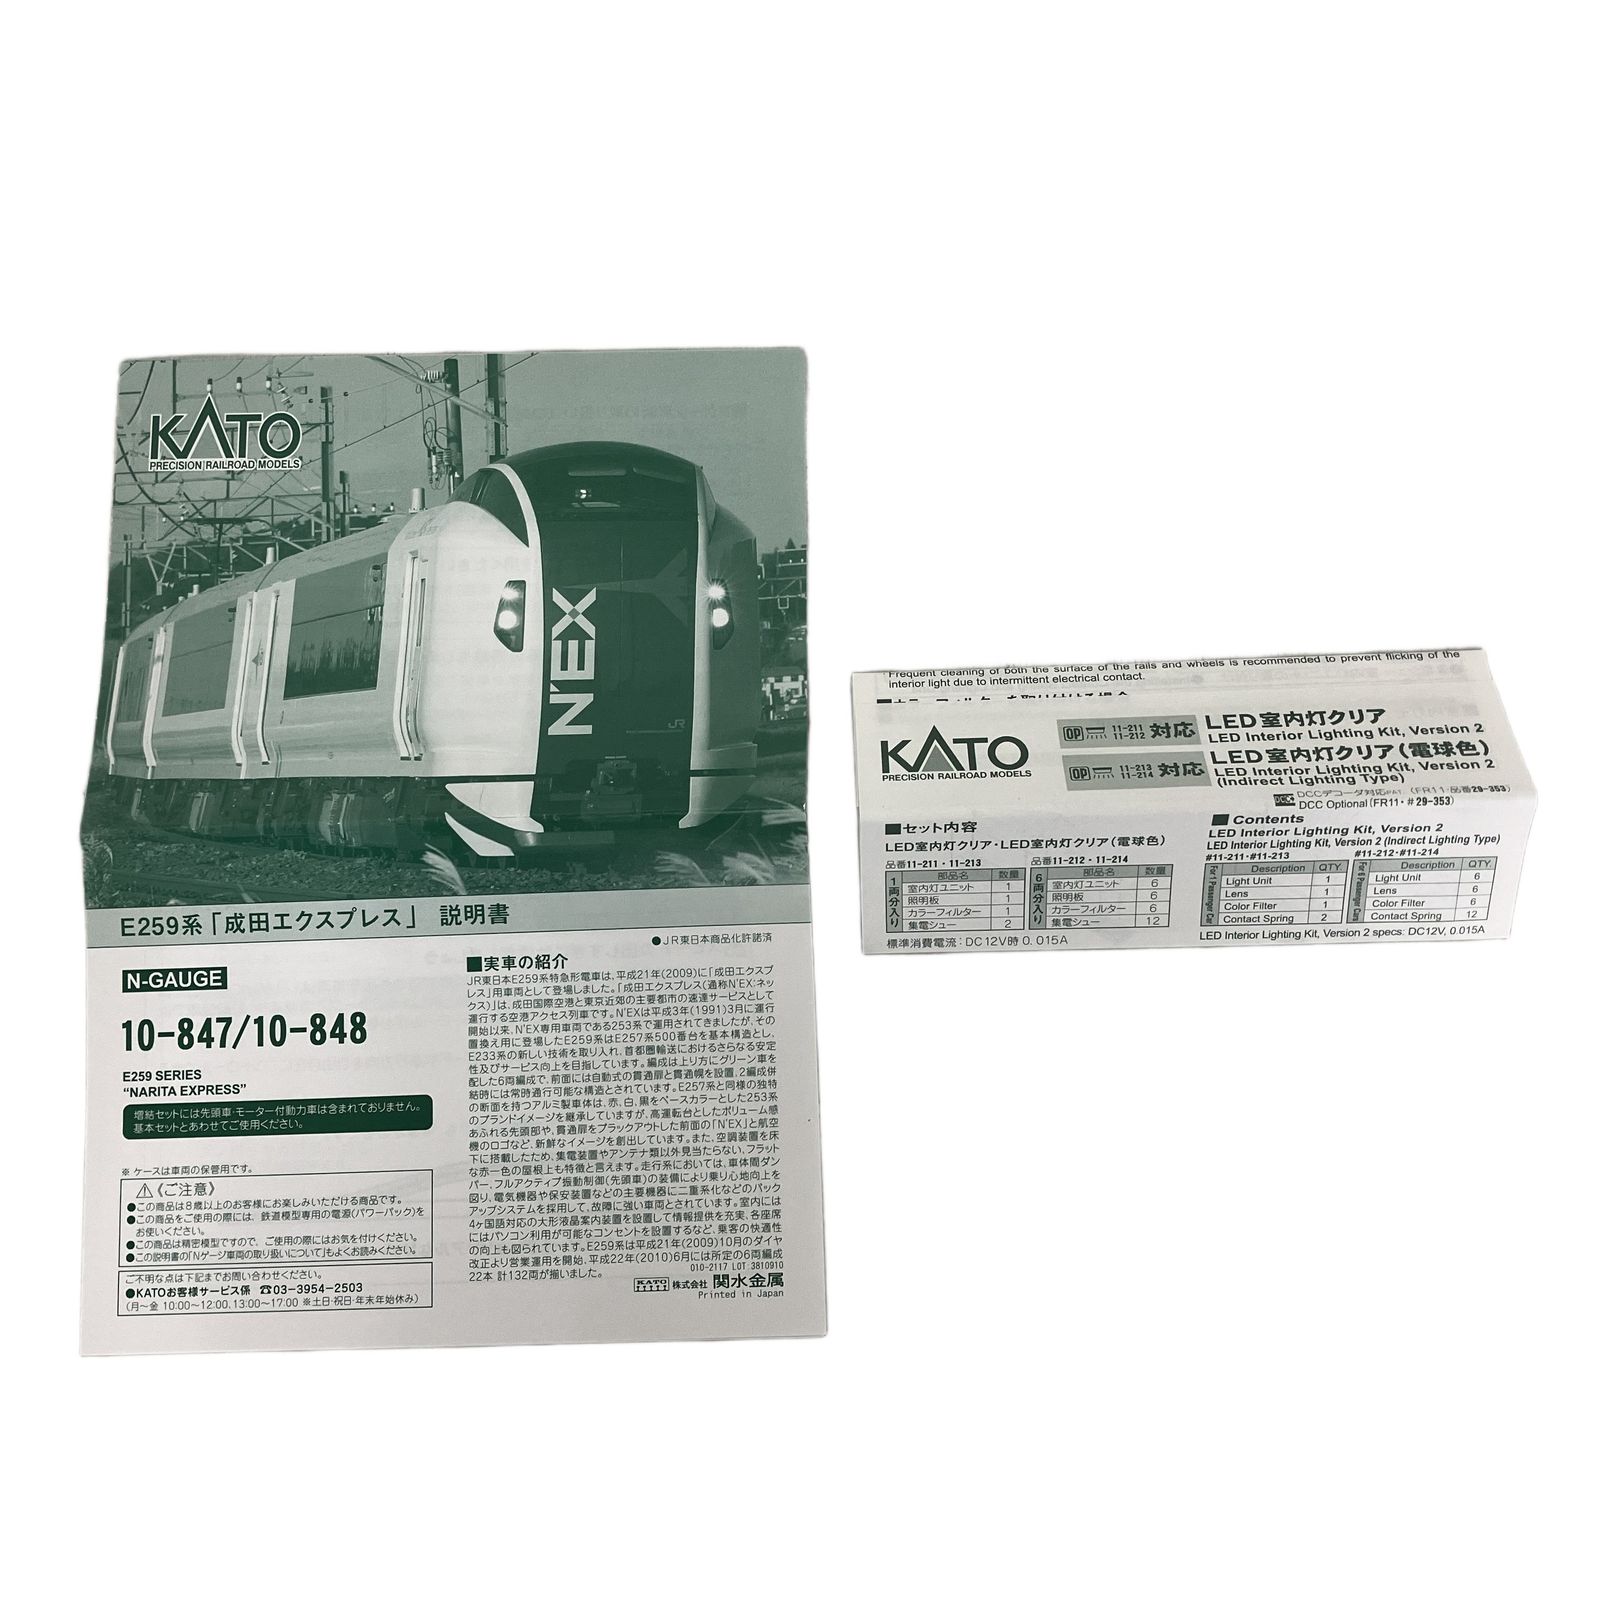 KATO
PRECISION RAILROAD MODELS
N'EX
JR
E259系「成田エクスプレス」 説明書
●JR東日本商品化許諾済
N-GAUGE
10-847/10-848
E259 SERIES
“NARITA EXPRESS”
増結セットには先頭車・モーター付動力車は含まれておりません。
基本セットとあわせてご使用ください。
※ ケースは車両の保管用です。
⚠《ご注意》
●この商品は8歳以上のお客様にお楽しみいただける商品です。
●この商品をご使用の際には、鉄道模型専用の電源(パワーパック)を
お使いください。
●この商品は精密模型ですので、ご使用の際にはお気を付けください。
●この説明書の「Nゲージ車両の取り扱いについて」もよくお読みください。
ご不明な点は下記までお問い合わせください。
●KATOお客様サービス係 ☎03-3954-2503
(月~金 10:00~12:00、13:00~17:00 ※土日・祝日・年末年始休み)
■実車の紹介
JR東日本E259系特急形電車は、平成21年(2009)に「成田エクスプ
レス」用車両として登場しました。「成田エクスプレス(通称N'EX:ネッ
クス)」は、成田国際空港と東京近郊の主要都市の速達サービスとして
運行する空港アクセス列車です。N'EXは平成3年(1991)3月に運行
開始以来、N'EX専用車両である253系で運用されてきましたが、その
置換え用に登場したE259系はE257系500番台を基本構造とし、
E233系の新しい技術を取り入れ、首都圏輸送におけるさらなる安定
性及びサービス向上を目指しています。編成は上り方にグリーン車を
配した6両編成で、前面には自動式の貫通扉と貫通幌を設置、2編成併
結時には常時通行可能な構造とされています。E257系と同様の独特
の断面を持つアルミ製車体は、赤、白、黒をベースカラーとした253系
のブランドイメージを継承していますが、高運転台としたボリューム感
あふれる先頭部や、貫通扉をブラックアウトした前面の「N'EX」と航空
機のロゴなど、新鮮なイメージを創出しています。また、空調装置を床
下に搭載したため、集電装置やアンテナ類以外見当たらない、フラット
な赤一色の屋根上も特徴と言えます。走行系においては、車体間ダン
パー、フルアクティブ振動制御(先頭車)の装備により乗り心地向上を
図り、電気機器や保安装置などの主要機器に二重系化などのバック
アップシステムを採用して、故障に強い車両とされています。室内には
4ヶ国語対応の大形液晶案内装置を設置して情報提供を充実、各座席
にはパソコン利用が可能なコンセントを設置するなど、乗客の快適性
の向上も図られています。E259系は平成21年(2009)10月のダイヤ
改正より営業運用を開始、平成22年(2010)6月には所定の6両編成
22本 計132両が揃いました。
010-2117 LOT 3810910
KATO 株式会社 関水金属
Printed in Japan
Frequent cleaning of both the surface of the rails and wheels is recommended to prevent flicking of the
interior light due to intermittent electrical contact.
KATO
PRECISION RAILROAD MODELS
OP 11-211 11-212 対応
LED室内灯クリア
LED Interior Lighting Kit, Version 2
OP 11-213 11-214 対応
LED室内灯クリア(電球色)
LED Interior Lighting Kit, Version 2
(Indirect Lighting Type)
DCC DCCデコーダ対応PAT. (FR11・品番29-353)
DCC Optional (FR11・#29-353)
■セット内容
LED室内灯クリア・LED室内灯クリア(電球色)
品番11-211・11-213
1両分入り
部品名 数量
室内灯ユニット 1
照明板 1
カラーフィルター 1
集電シュー 2
品番11-212・11-214
6両分入り
部品名 数量
室内灯ユニット 6
照明板 6
カラーフィルター 6
集電シュー 12
標準消費電流:DC12V時 0.015A
■Contents
LED Interior Lighting Kit, Version 2
LED Interior Lighting Kit, Version 2 (Indirect Lighting Type)
#11-211・#11-213
For 1 Passenger Car
Description QTY.
Light Unit 1
Lens 1
Color Filter 1
Contact Spring 2
#11-212・#11-214
For 6 Passenger Cars
Description QTY.
Light Unit 6
Lens 6
Color Filter 6
Contact Spring 12
LED Interior Lighting Kit, Version 2 specs: DC12V, 0.015A